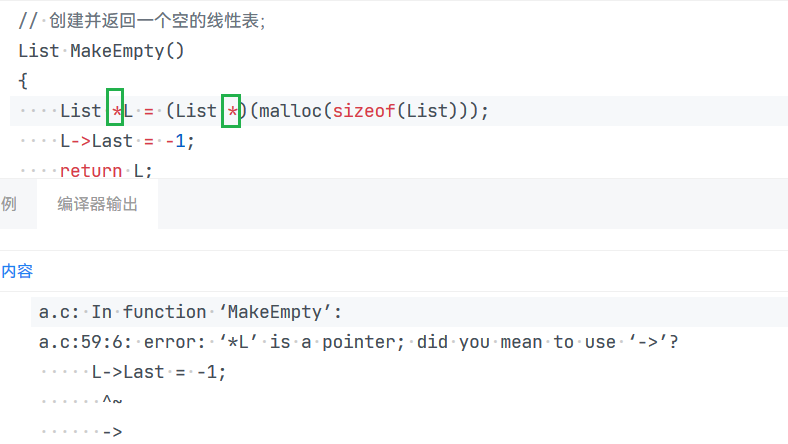 // 创建并返回一个空的线性表;
List MakeEmpty()
{
List *L = (List *)(malloc(sizeof(List)));
L->Last = -1;
return L;
例 编译器输出
内容
a.c: In function ‘MakeEmpty’:
a.c:59:6: error: ‘*L’ is a pointer; did you mean to use ‘->’?
L->Last = -1;
^~
->